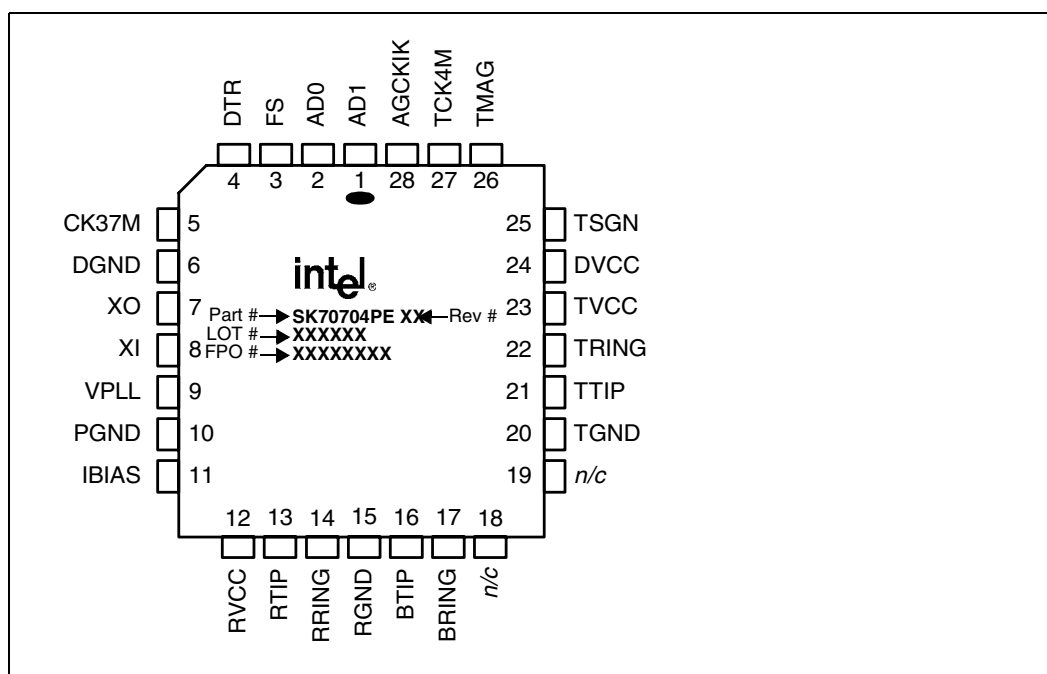 DTR
FS
AD0
AD1
AGCKIK
TCK4M
TMAG
4
3
2
1
28
27
26
CK37M 5
DGND 6
XO 7
XI 8
VPLL 9
PGND 10
IBIAS 11
25 TSGN
24 DVCC
23 TVCC
22 TRING
21 TTIP
20 TGND
19 n/c
intel®
Part # SK70704PE XX Rev #
LOT # XXXXXX
FPO # XXXXXXXX
12
13
14
15
16
17
18
RVCC
RTIP
RRING
RGND
BTIP
BRING
n/c